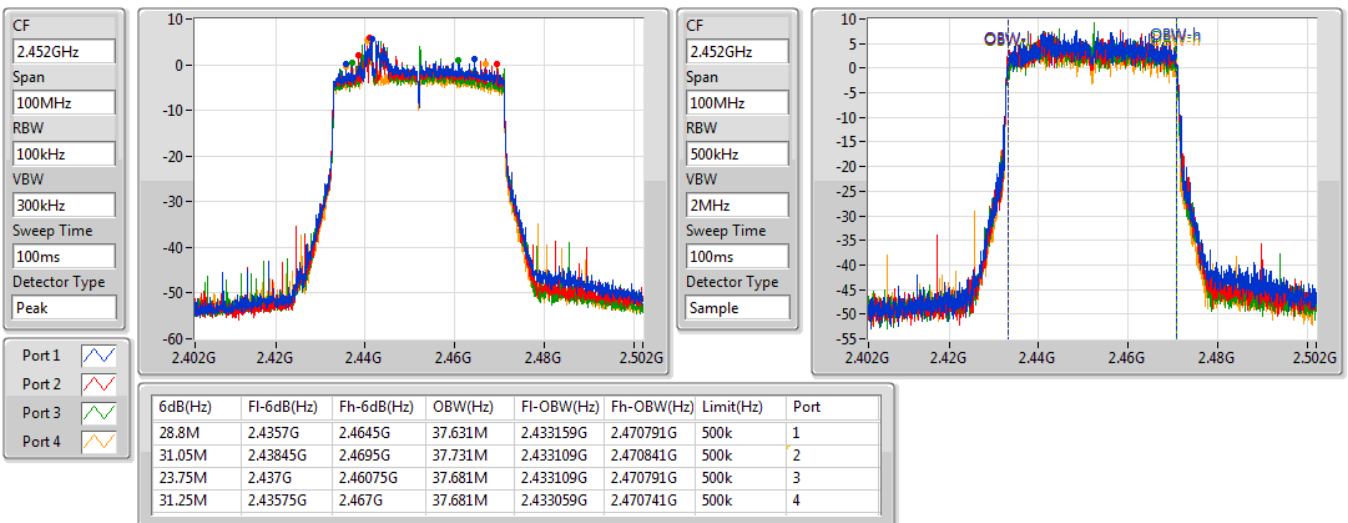 CF
2.452GHz
Span
100MHz
RBW
100kHz
VBW
300kHz
Sweep Time
100ms
Detector Type
Peak
10
0
-10
-20
-30
-40
-50
-60
2.402G 2.42G 2.44G 2.46G 2.48G 2.502G
CF
2.452GHz
Span
100MHz
RBW
500kHz
VBW
2MHz
Sweep Time
100ms
Detector Type
Sample
10
5
0
-5
-10
-15
-20
-25
-30
-35
-40
-45
-50
-55
OBW-h
2.402G 2.42G 2.44G 2.46G 2.48G 2.502G
Port 1
Port 2
Port 3
Port 4
6dB(Hz) Fl-6dB(Hz) Fh-6dB(Hz) OBW(Hz) Fl-OBW(Hz) Fh-OBW(Hz) Limit(Hz) Port
28.8M 2.4357G 2.4645G 37.631M 2.433159G 2.470791G 500k 1
31.05M 2.43845G 2.4695G 37.731M 2.433109G 2.470841G 500k 2
23.75M 2.437G 2.46075G 37.681M 2.433109G 2.470791G 500k 3
31.25M 2.43575G 2.467G 37.681M 2.433059G 2.470741G 500k 4